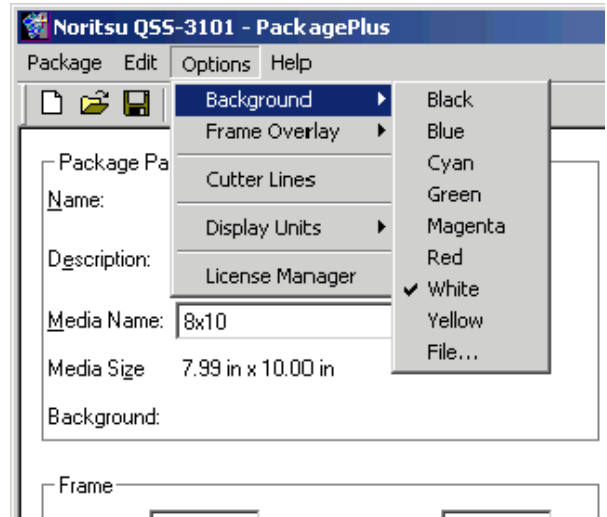 Noritsu QSS-3101 - PackagePlus
Package Edit Options Help
Background
Frame Overlay
Cutter Lines
Display Units
License Manager
Black
Blue
Cyan
Green
Magenta
Red
White
Yellow
File...
Package Pa
Name:
Description:
Media Name: 8x10
Media Size 7.99 in x 10.00 in
Background:
Frame